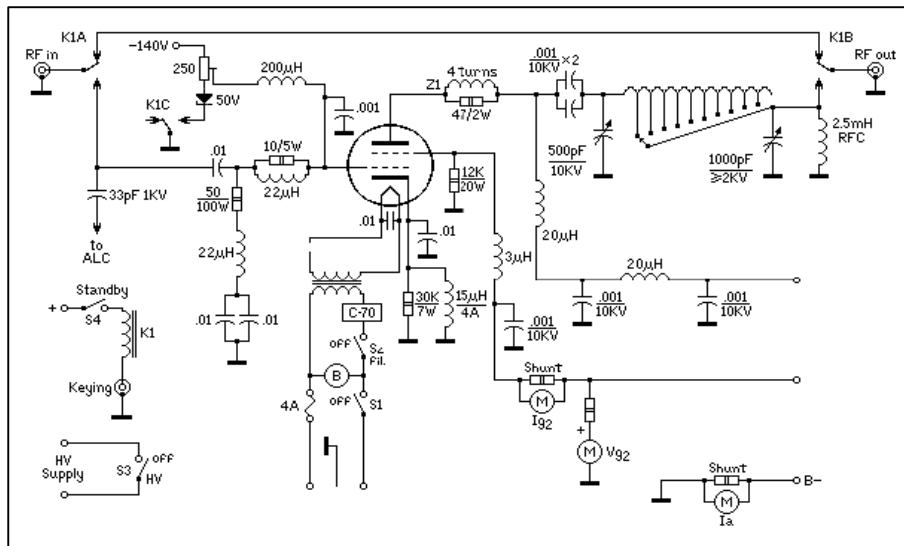 K1A
K1B
RF in
RF out
−140V
250
200µH
50V
K1C
.001
4 turns
Z1
47/2W
.001
10KV
×2
500pF
10KV
1000pF
≥2KV
2.5mH
RFC
10/5W
.01
22µH
50
100W
33pF 1KV
to
ALC
22µH
.01
.01
12K
20W
.01
.01
3µH
20µH
20µH
.001
10KV
.001
10KV
.001
10KV
30K
7W
15µH
4A
C-70
off
S2
fil.
B
off
S1
4A
Standby
+
S4
K1
Keying
HV
Supply
off
S3
HV
Shunt
M
Ig2
+
M
Vg2
Shunt
M
Ia
B−